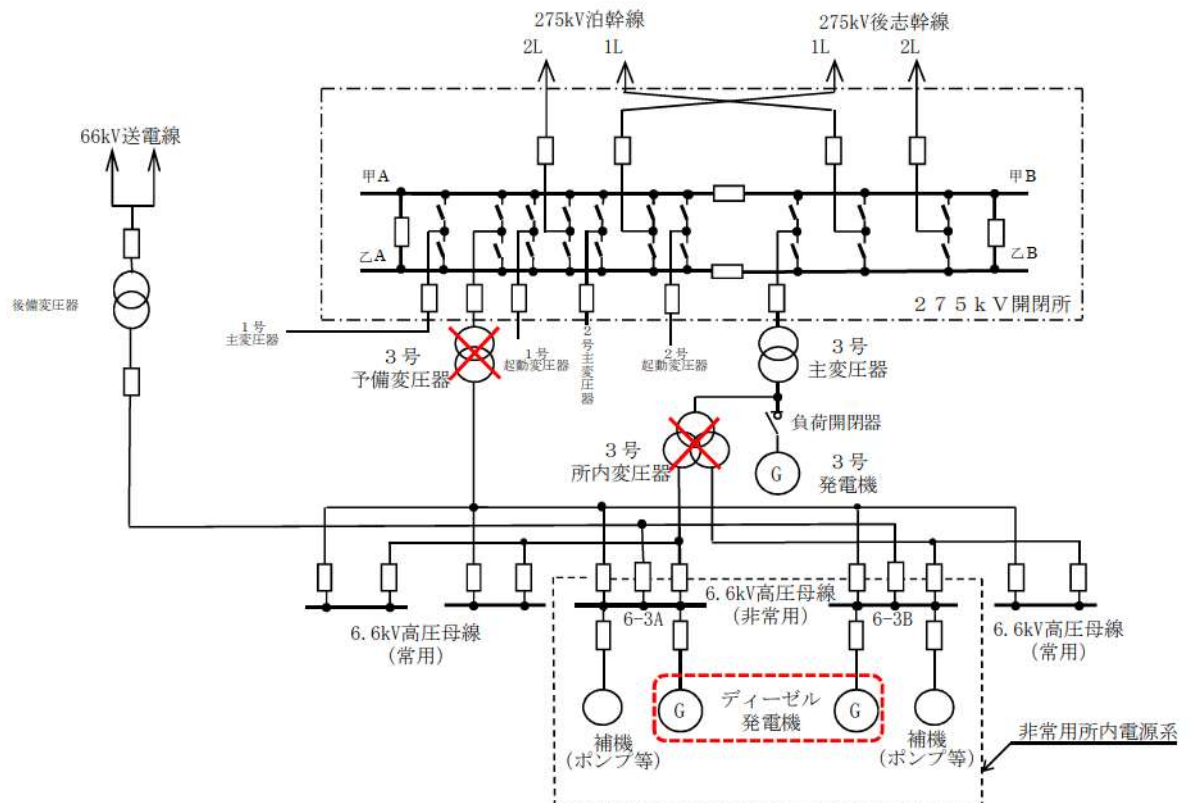 275kV泊幹線
275kV後志幹線
2L
1L
1L
2L
66kV送電線
甲A
甲B
乙A
乙B
275kV開閉所
後備変圧器
1号
主変圧器
3号
予備変圧器
1号
起動変圧器
2号主変圧器
2号
起動変圧器
3号
主変圧器
負荷開閉器
3号
所内変圧器
G
3号
発電機
6.6kV高圧母線
(常用)
6-3A
6.6kV高圧母線
(非常用)
6-3B
6.6kV高圧母線
(常用)
G
ディーゼル
発電機
G
補機
(ポンプ等)
補機
(ポンプ等)
非常用所内電源系